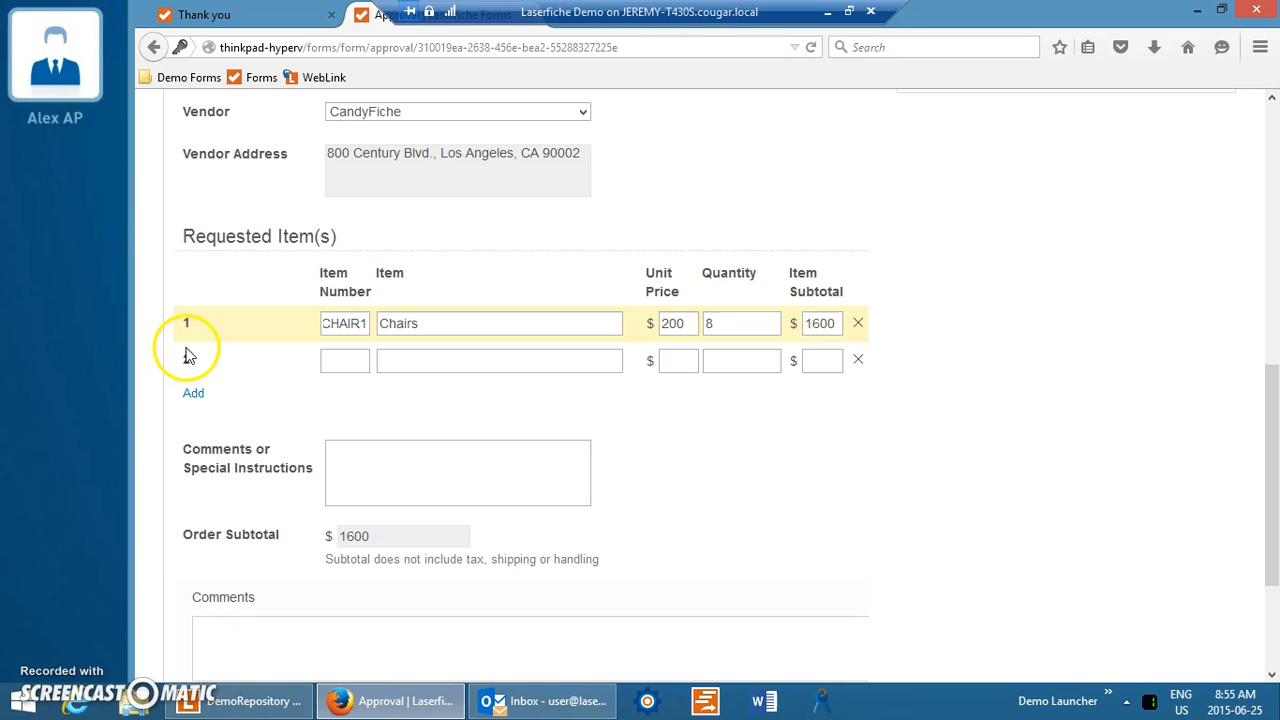 Thank you
Approval | Laserfiche Forms
Laserfiche Demo on JEREMY-T430S.cougar.local
thinkpad-hyperv/forms/form/approval/310019ea-2638-456e-bea2-55288327225e
Search
Demo Forms
Forms
WebLink
Alex AP
Vendor
CandyFiche
Vendor Address
800 Century Blvd., Los Angeles, CA 90002
Requested Item(s)
Item Number
Item
Unit Price
Quantity
Item Subtotal
1
CHAIR1
Chairs
$ 200
8
$ 1600
$
$
Add
Comments or
Special Instructions
Order Subtotal
$ 1600
Subtotal does not include tax, shipping or handling
Comments
Recorded with
SCREENCAST-O-MATIC
DemoRepository ...
Approval | Laserfi...
Inbox - user@lase...
Demo Launcher
ENG
US
8:55 AM
2015-06-25